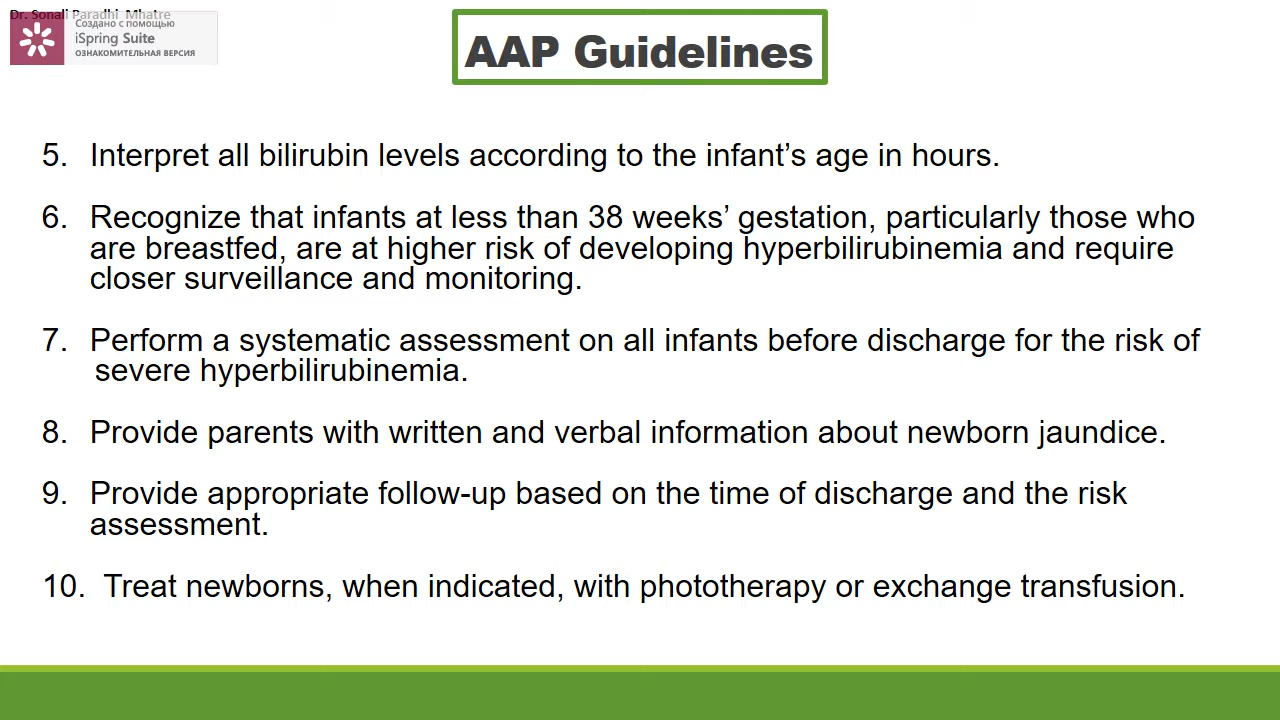 Dr. Sonali Paradhi Mhatre
Создано с помощью
iSpring Suite
ОЗНАКОМИТЕЛЬНАЯ ВЕРСИЯ
AAP Guidelines
5. Interpret all bilirubin levels according to the infant’s age in hours.
6. Recognize that infants at less than 38 weeks’ gestation, particularly those who
are breastfed, are at higher risk of developing hyperbilirubinemia and require
closer surveillance and monitoring.
7. Perform a systematic assessment on all infants before discharge for the risk of
severe hyperbilirubinemia.
8. Provide parents with written and verbal information about newborn jaundice.
9. Provide appropriate follow-up based on the time of discharge and the risk
assessment.
10. Treat newborns, when indicated, with phototherapy or exchange transfusion.